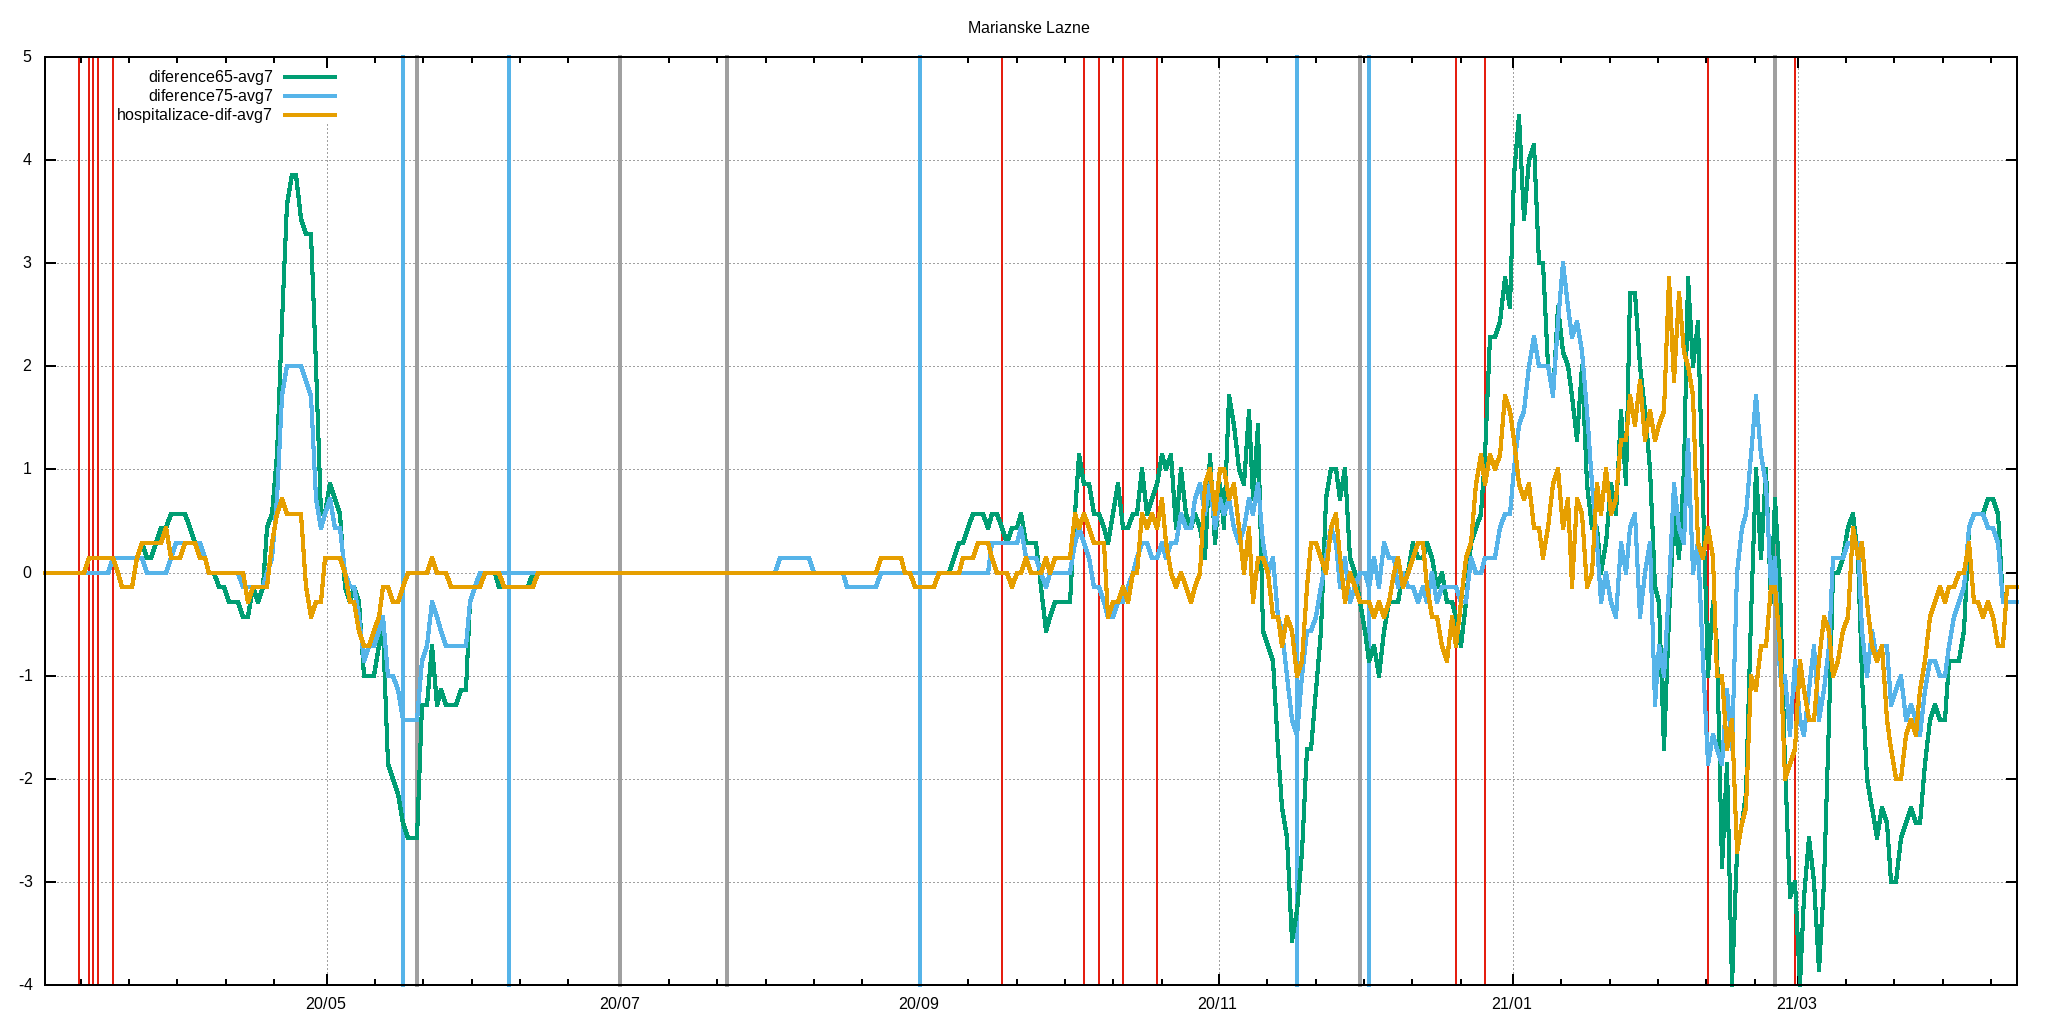 Marianske Lazne
diference65-avg7
diference75-avg7
hospitalizace-dif-avg7
5
4
3
2
1
0
-1
-2
-3
-4
20/05 20/07 20/09 20/11 21/01 21/03